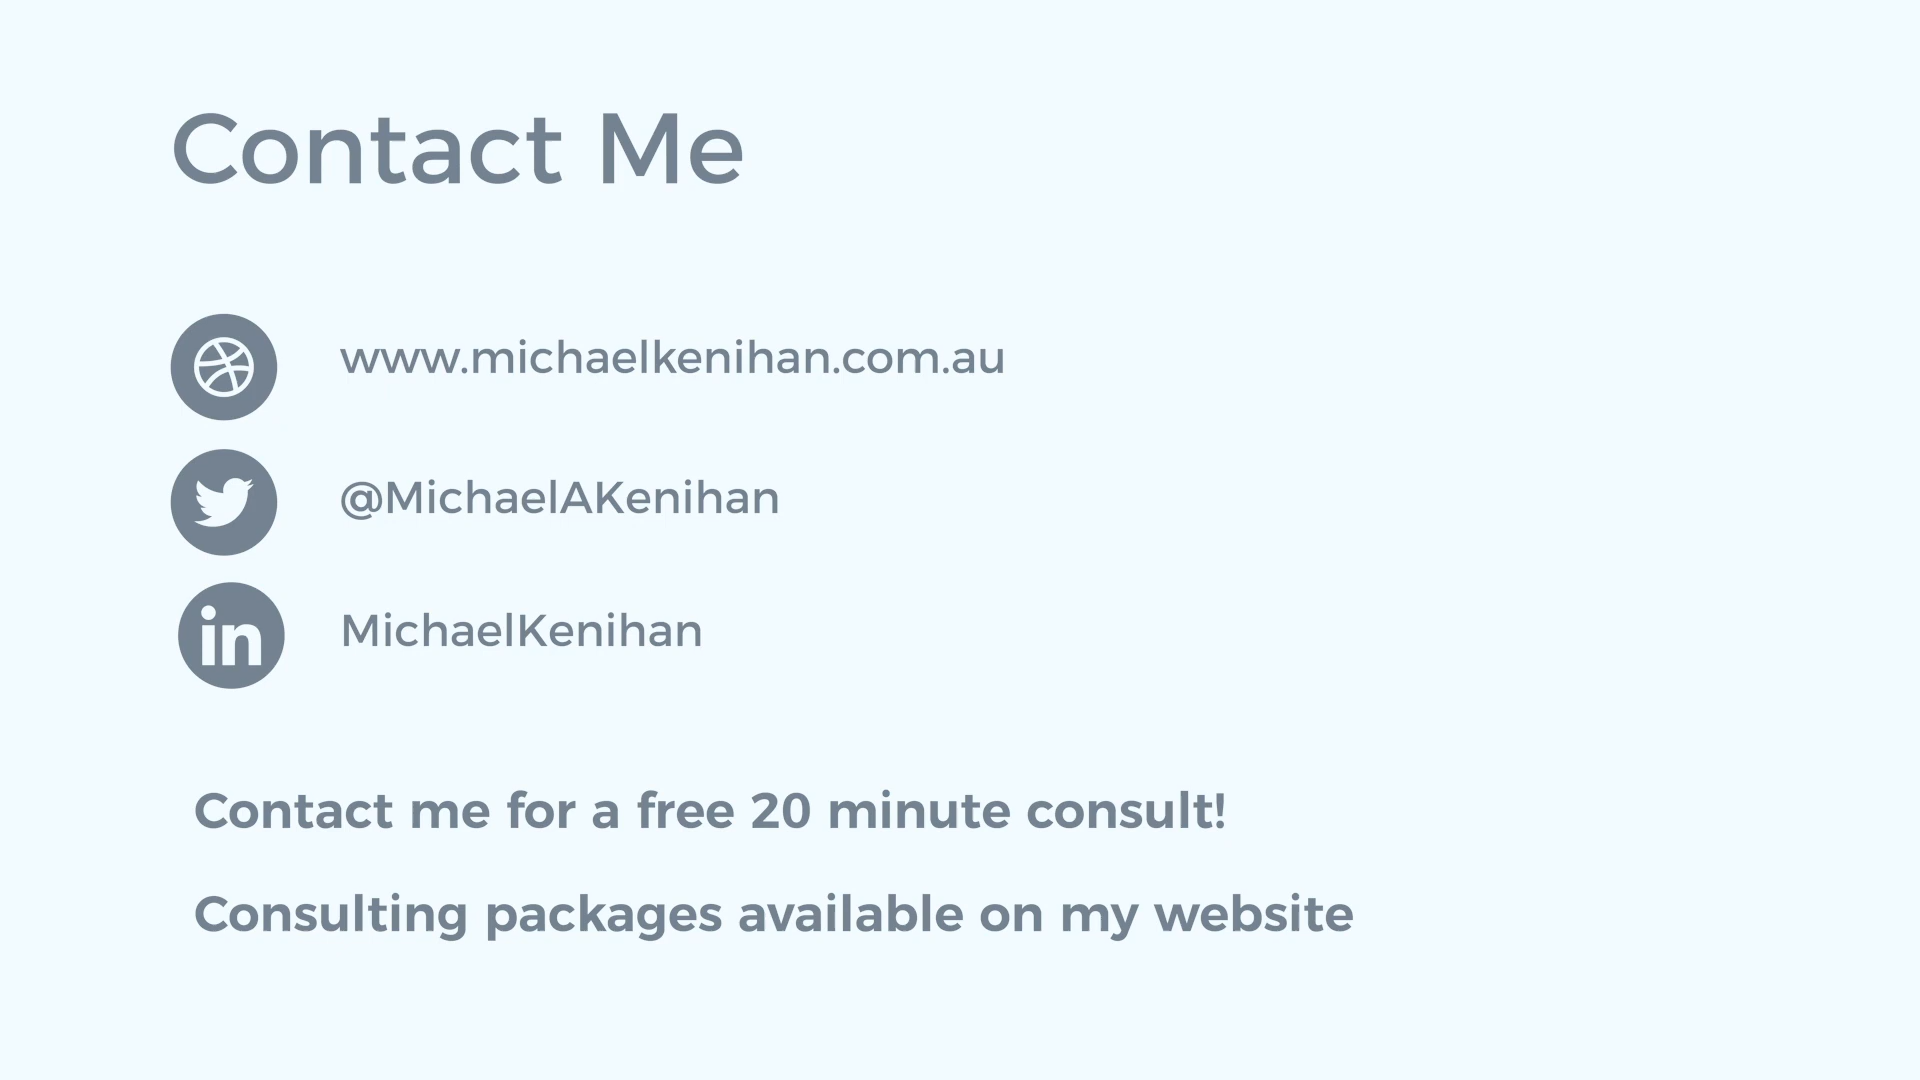 Contact Me
www.michaelkenihan.com.au
@MichaelAKenihan
in
MichaelKenihan
Contact me for a free 20 minute consult!
Consulting packages available on my website